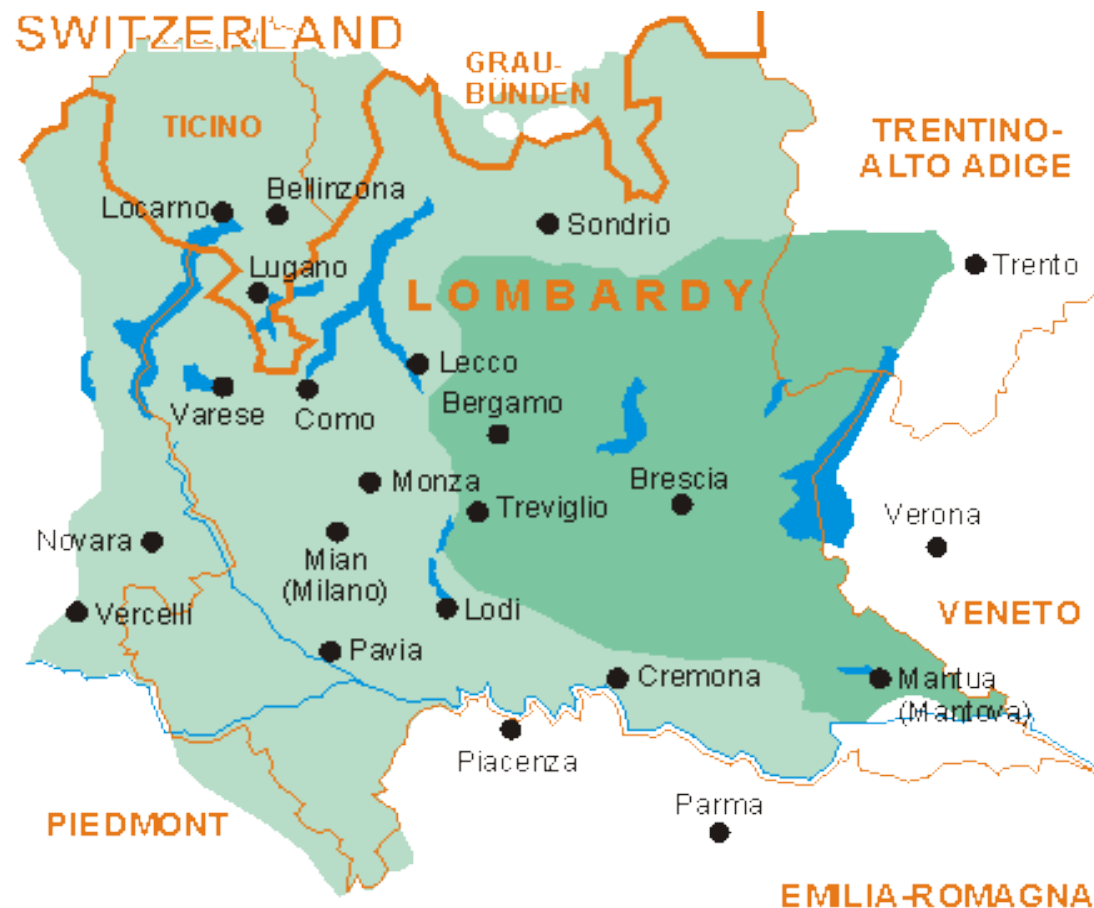 SWITZERLAND
GRAU-
BÜNDEN
TICINO
TRENTINO-
ALTO ADIGE
Bellinzona
Locarno
Sondrio
Lugano
Trento
LOMBARDY
Lecco
Varese
Como
Bergamo
Monza
Brescia
Treviglio
Verona
Novara
Mian
(Milano)
Vercelli
Lodi
VENETO
Pavia
Cremona
Mantua
(Mantova)
Piacenza
Parma
PIEDMONT
EMILIA-ROMAGNA